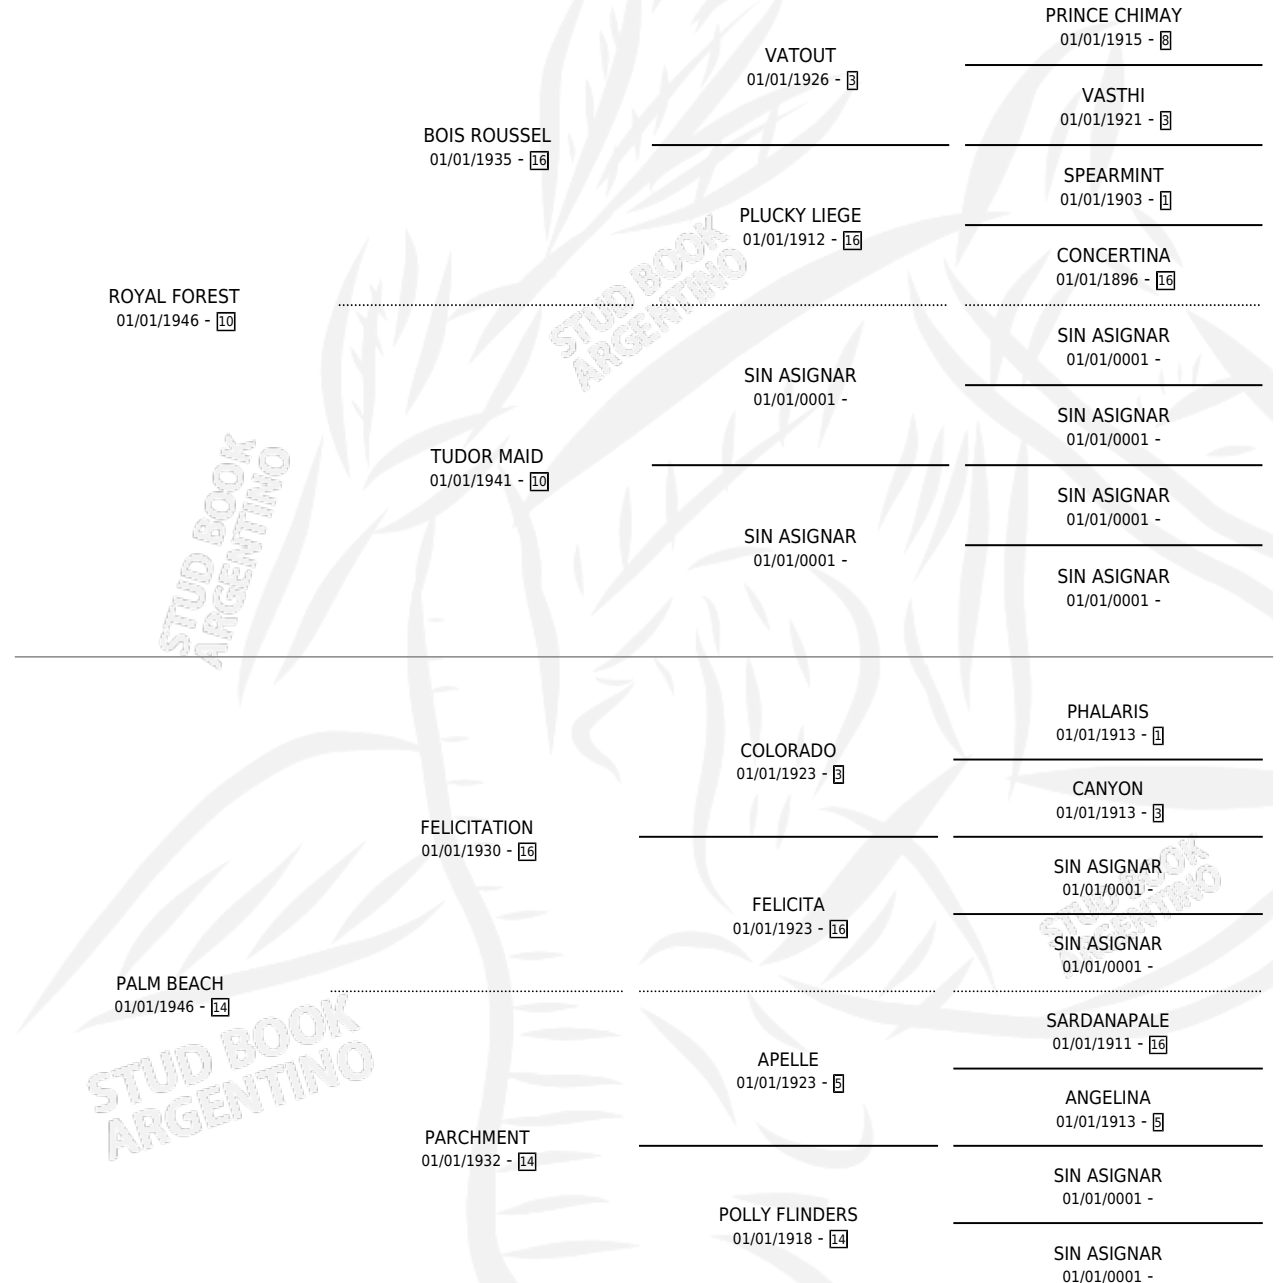 PRINCE CHIMAY
01/01/1915 - 8
VATOUT
01/01/1926 - 3
VASTHI
01/01/1921 - 3
BOIS ROUSSEL
01/01/1935 - 16
SPEARMINT
01/01/1903 - 1
PLUCKY LIEGE
01/01/1912 - 16
CONCERTINA
01/01/1896 - 16
ROYAL FOREST
01/01/1946 - 10
STUD BOOK
ARGENTINO
SIN ASIGNAR
01/01/0001 -
SIN ASIGNAR
01/01/0001 -
SIN ASIGNAR
01/01/0001 -
TUDOR MAID
01/01/1941 - 10
SIN ASIGNAR
01/01/0001 -
SIN ASIGNAR
01/01/0001 -
SIN ASIGNAR
01/01/0001 -
STUD BOOK
ARGENTINO
PHALARIS
01/01/1913 - 1
COLORADO
01/01/1923 - 3
CANYON
01/01/1913 - 3
FELICITATION
01/01/1930 - 16
SIN ASIGNAR
01/01/0001 -
FELICITA
01/01/1923 - 16
STUD BOOK
ARGENTINO
SIN ASIGNAR
01/01/0001 -
PALM BEACH
01/01/1946 - 14
SARDANAPALE
01/01/1911 - 16
APELLE
01/01/1923 - 5
STUD BOOK
ARGENTINO
ANGELINA
01/01/1913 - 5
PARCHMENT
01/01/1932 - 14
SIN ASIGNAR
01/01/0001 -
POLLY FLINDERS
01/01/1918 - 14
SIN ASIGNAR
01/01/0001 -